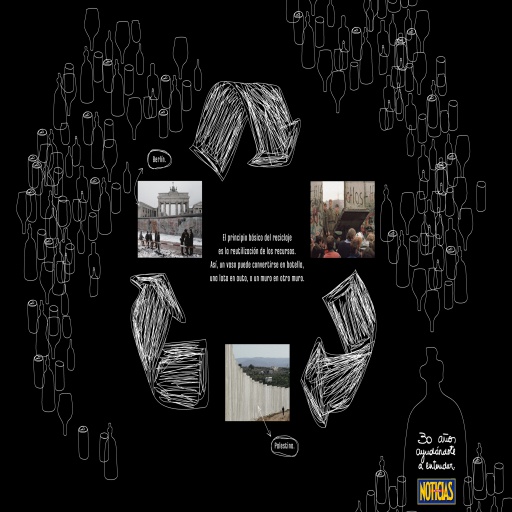 Berlín.
El principio básico del reciclaje
es la reutilización de los recursos.
Así, un vaso puede convertirse en botella,
una lata en auto, o un muro en otro muro.
Palestina.
30 años
ayudándote
a entender.
NOTICIAS